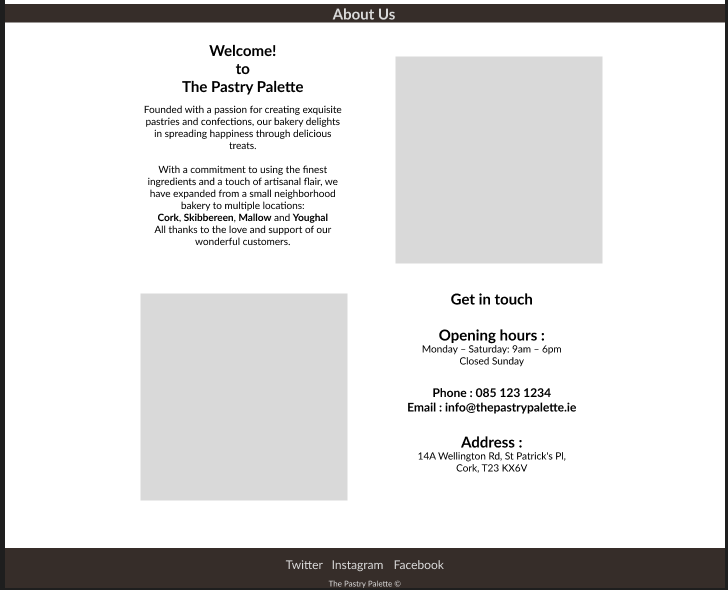 About Us
Welcome!
to
The Pastry Palette
Founded with a passion for creating exquisite
pastries and confections, our bakery delights
in spreading happiness through delicious
treats.
With a commitment to using the finest
ingredients and a touch of artisanal flair, we
have expanded from a small neighborhood
bakery to multiple locations:
Cork, Skibbereen, Mallow and Youghal
All thanks to the love and support of our
wonderful customers.
Get in touch
Opening hours :
Monday – Saturday: 9am – 6pm
Closed Sunday
Phone : 085 123 1234
Email : info@thepastrypalette.ie
Address :
14A Wellington Rd, St Patrick's Pl,
Cork, T23 KX6V
Twitter Instagram Facebook
The Pastry Palette ©